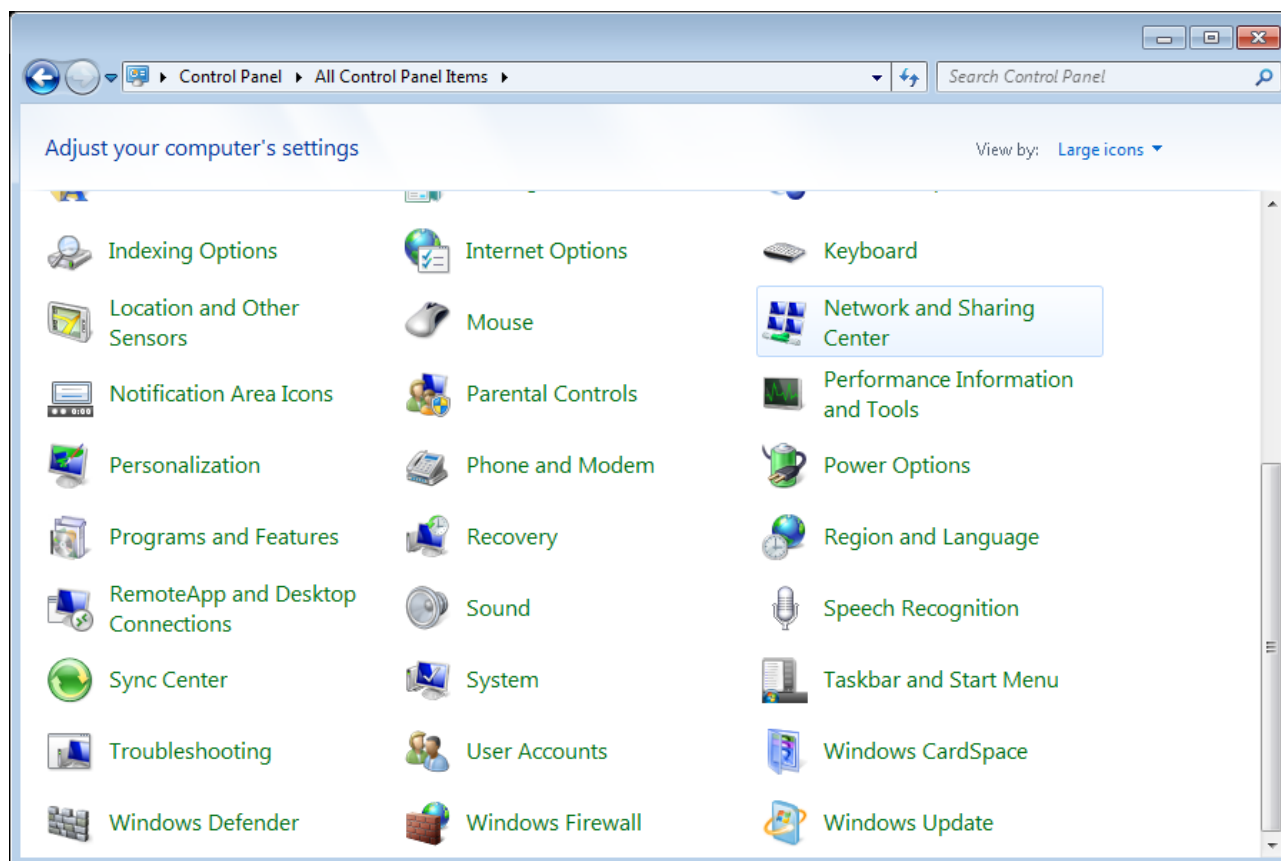 Control Panel All Control Panel Items Search Control Panel
Adjust your computer's settings View by: Large icons
Indexing Options Internet Options Keyboard
Location and Other Sensors Mouse Network and Sharing Center
Notification Area Icons Parental Controls Performance Information and Tools
Personalization Phone and Modem Power Options
Programs and Features Recovery Region and Language
RemoteApp and Desktop Connections Sound Speech Recognition
Sync Center System Taskbar and Start Menu
Troubleshooting User Accounts Windows CardSpace
Windows Defender Windows Firewall Windows Update